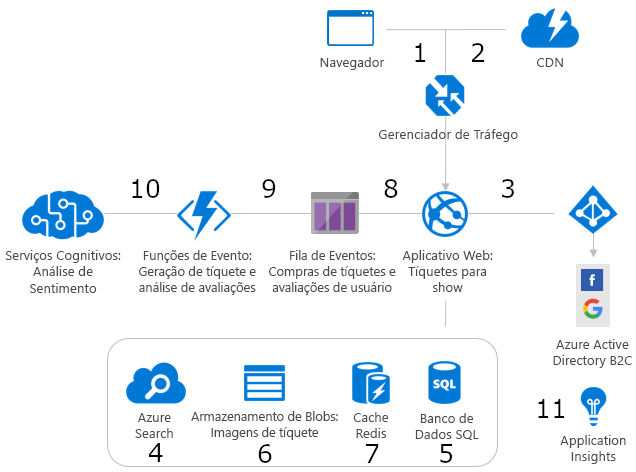 Navegador
1
2
CDN
Gerenciador de Tráfego
10
9
8
3
Serviços Cognitivos:
Análise de
Sentimento
Funções de Evento:
Geração de tíquete e
análise de avaliações
Fila de Eventos:
Compras de tíquetes e
avaliações de usuário
Aplicativo Web:
Tíquetes para
show
f
G
Azure Active
Directory B2C
Azure
Search
4
Armazenamento de Blobs:
Imagens de tíquete
6
Cache
Redis
7
SQL
Banco de
Dados SQL
5
11
Application
Insights